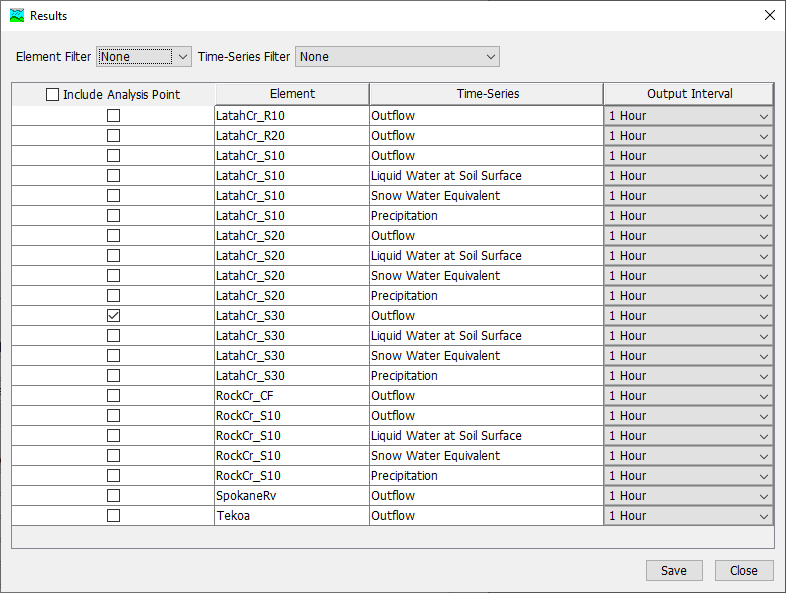 Results
Element Filter None Time-Series Filter None
Include Analysis Point Element Time-Series Output Interval
LatahCr_R10 Outflow 1 Hour
LatahCr_R20 Outflow 1 Hour
LatahCr_S10 Outflow 1 Hour
LatahCr_S10 Liquid Water at Soil Surface 1 Hour
LatahCr_S10 Snow Water Equivalent 1 Hour
LatahCr_S10 Precipitation 1 Hour
LatahCr_S20 Outflow 1 Hour
LatahCr_S20 Liquid Water at Soil Surface 1 Hour
LatahCr_S20 Snow Water Equivalent 1 Hour
LatahCr_S20 Precipitation 1 Hour
LatahCr_S30 Outflow 1 Hour
LatahCr_S30 Liquid Water at Soil Surface 1 Hour
LatahCr_S30 Snow Water Equivalent 1 Hour
LatahCr_S30 Precipitation 1 Hour
RockCr_CF Outflow 1 Hour
RockCr_S10 Outflow 1 Hour
RockCr_S10 Liquid Water at Soil Surface 1 Hour
RockCr_S10 Snow Water Equivalent 1 Hour
RockCr_S10 Precipitation 1 Hour
SpokaneRv Outflow 1 Hour
Tekoa Outflow 1 Hour
Save Close